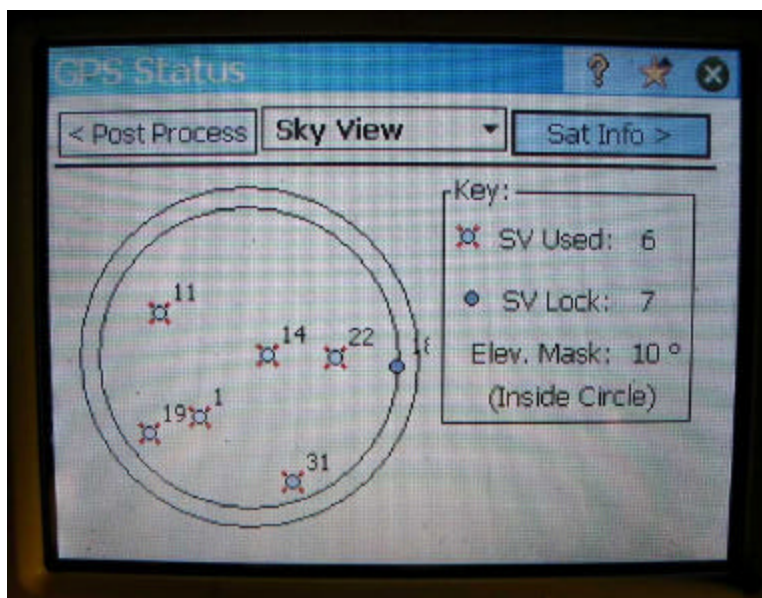 GPS Status
< Post Process
Sky View
Sat Info >
Key:
SV Used: 6
SV Lock: 7
Elev. Mask: 10 °
(Inside Circle)
11
14
22
19
1
31